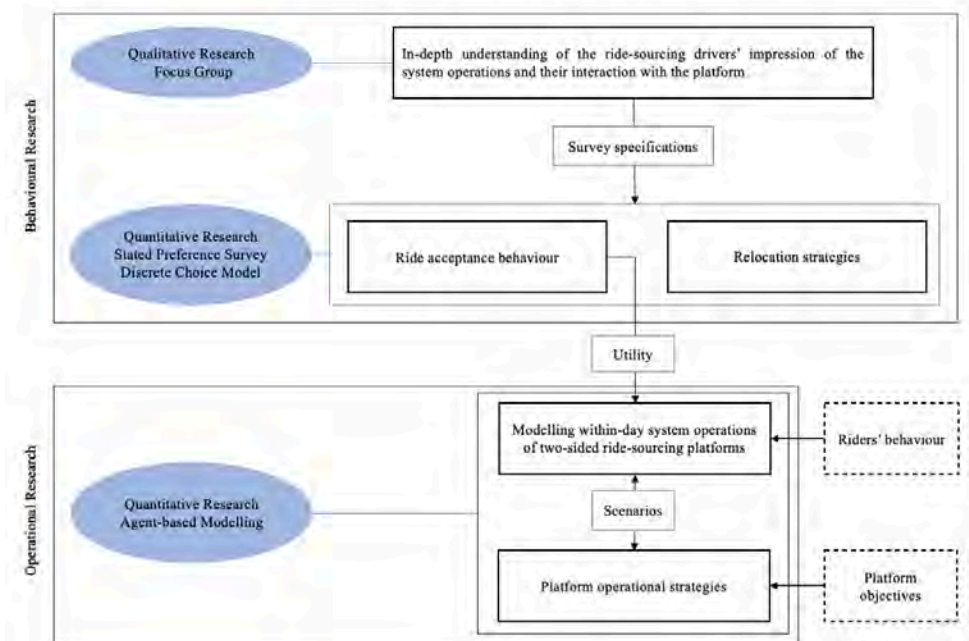 Behavioural Research
Qualitative Research
Focus Group
In-depth understanding of the ride-sourcing drivers' impression of the
system operations and their interaction with the platform
Survey specifications
Quantitative Research
Stated Preference Survey
Discrete Choice Model
Ride acceptance behaviour
Relocation strategies
Utility
Operational Research
Quantitative Research
Agent-based Modelling
Modelling within-day system operations
of two-sided ride-sourcing platforms
Riders' behaviour
Scenarios
Platform operational strategies
Platform
objectives